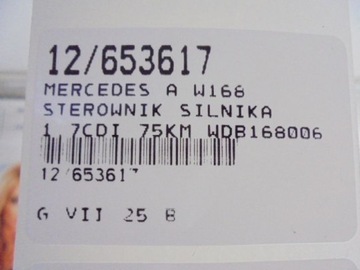 12/653617
MERCEDES A W168
STEROWNIK SILNIKA
1 7CDI 75KM WDB168006
12/653617
G VII 25 B